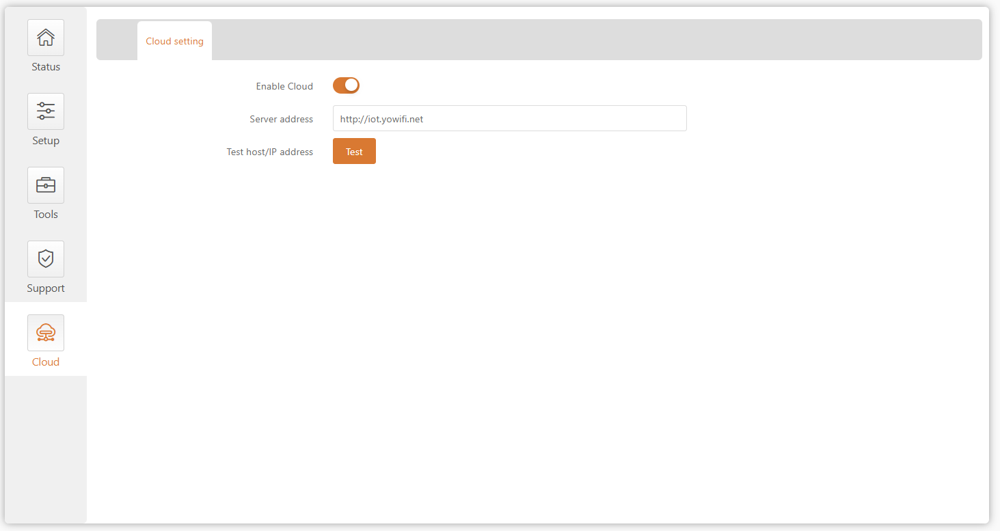 Status
Setup
Tools
Support
Cloud
Cloud setting
Enable Cloud
Server address
http://iot.yowifi.net
Test host/IP address
Test